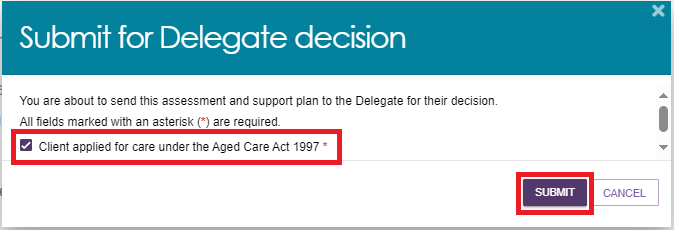 Submit for Delegate decision
You are about to send this assessment and support plan to the Delegate for their decision.
All fields marked with an asterisk (*) are required.
Client applied for care under the Aged Care Act 1997 *
SUBMIT
CANCEL